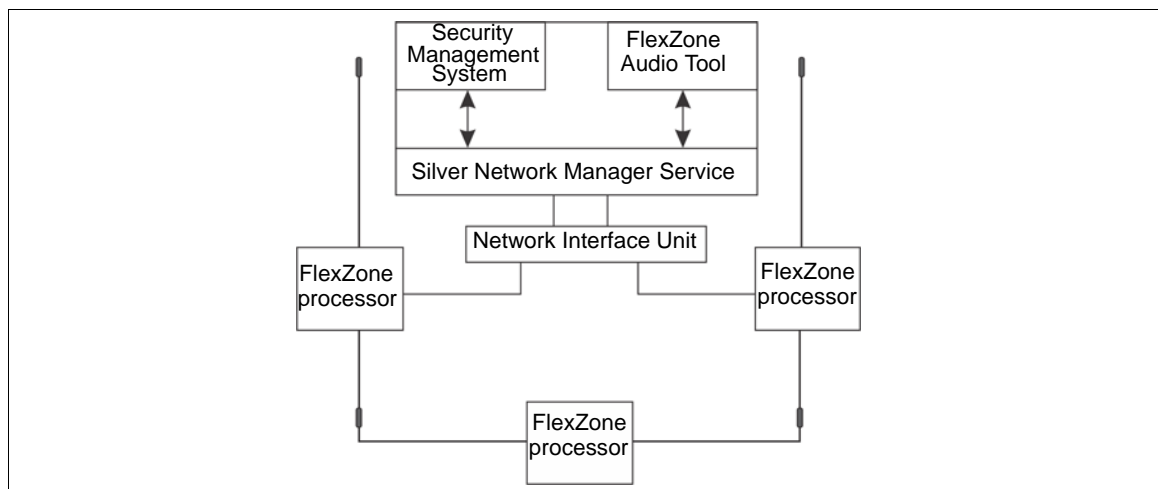 Security
Management
System
FlexZone
Audio Tool
Silver Network Manager Service
Network Interface Unit
FlexZone
processor
FlexZone
processor
FlexZone
processor